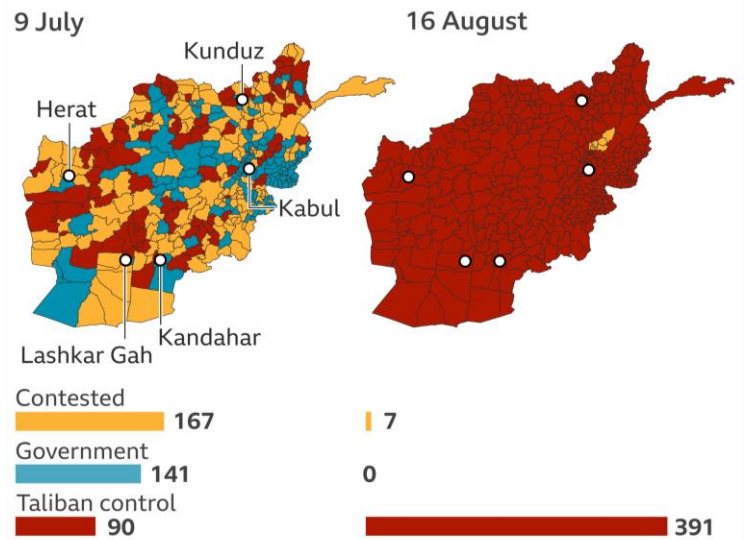 9 July
16 August
Kunduz
Herat
Kabul
Kandahar
Lashkar Gah
Contested
167
7
Government
141
0
Taliban control
90
391